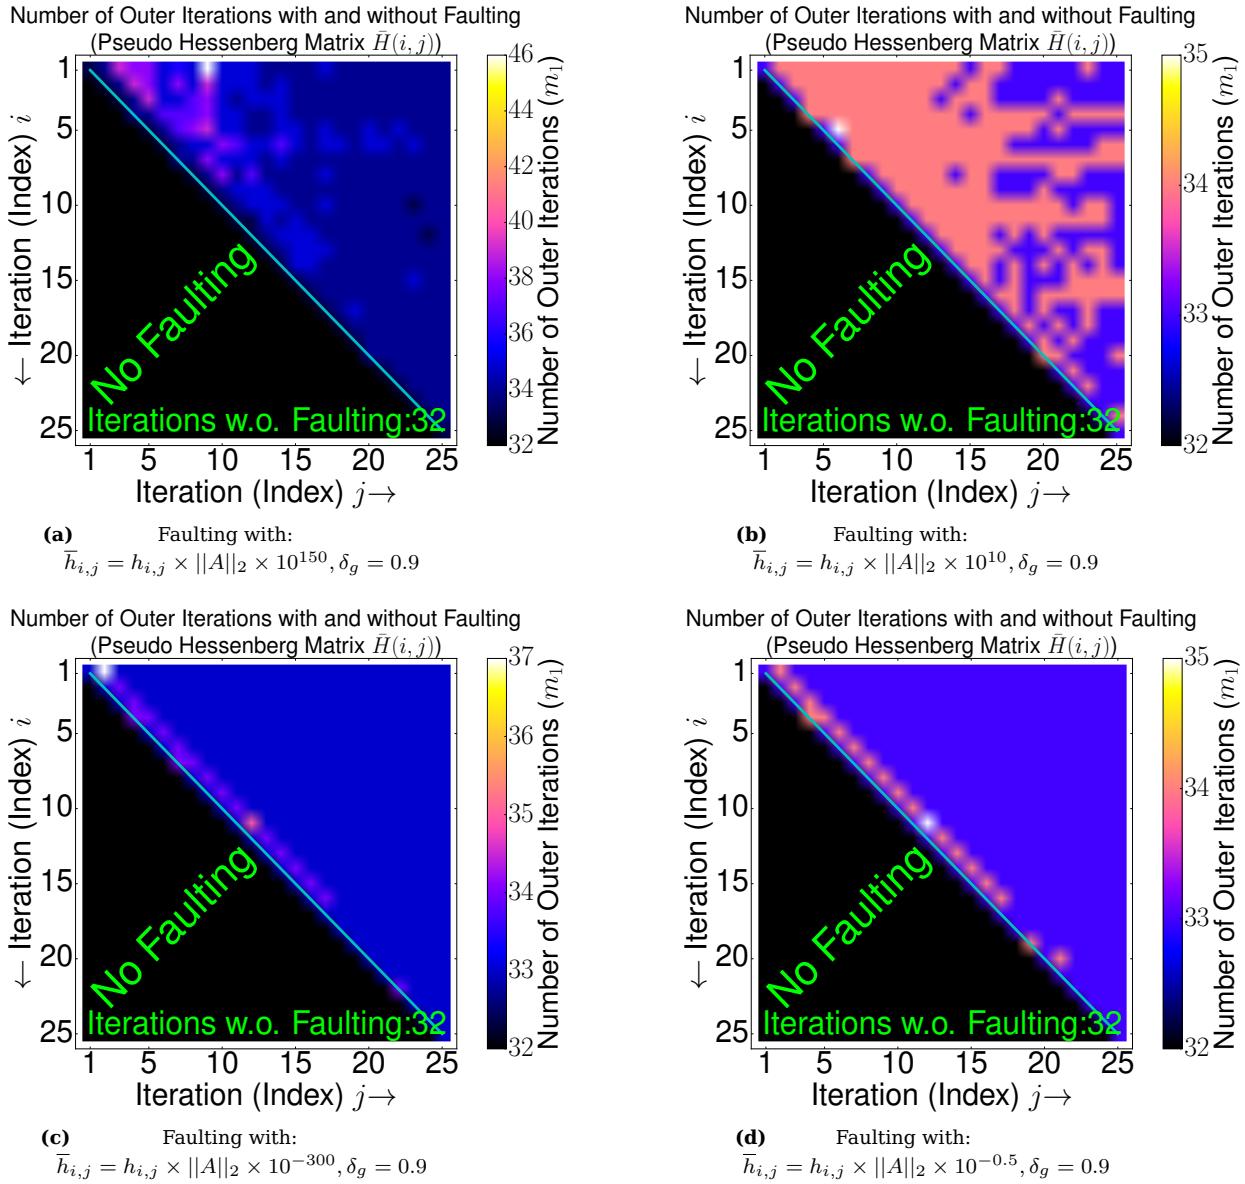 Number of Outer Iterations with and without Faulting
(Pseudo Hessenberg Matrix H̄(i, j))
← Iteration (Index) i
1
5
10
15
20
25
No Faulting
Iterations w.o. Faulting:32
1 5 10 15 20 25
Iteration (Index) j→
46
44
42
40
38
36
34
32
Number of Outer Iterations (m₁)
(a) Faulting with:
h̅ᵢ,ⱼ = hᵢ,ⱼ × ||A||₂ × 10¹⁵⁰, δg = 0.9
Number of Outer Iterations with and without Faulting
(Pseudo Hessenberg Matrix H̄(i, j))
← Iteration (Index) i
1
5
10
15
20
25
No Faulting
Iterations w.o. Faulting:32
1 5 10 15 20 25
Iteration (Index) j→
35
34
33
32
Number of Outer Iterations (m₁)
(b) Faulting with:
h̅ᵢ,ⱼ = hᵢ,ⱼ × ||A||₂ × 10¹⁰, δg = 0.9
Number of Outer Iterations with and without Faulting
(Pseudo Hessenberg Matrix H̄(i, j))
← Iteration (Index) i
1
5
10
15
20
25
No Faulting
Iterations w.o. Faulting:32
1 5 10 15 20 25
Iteration (Index) j→
37
36
35
34
33
32
Number of Outer Iterations (m₁)
(c) Faulting with:
h̅ᵢ,ⱼ = hᵢ,ⱼ × ||A||₂ × 10⁻³⁰⁰, δg = 0.9
Number of Outer Iterations with and without Faulting
(Pseudo Hessenberg Matrix H̄(i, j))
← Iteration (Index) i
1
5
10
15
20
25
No Faulting
Iterations w.o. Faulting:32
1 5 10 15 20 25
Iteration (Index) j→
35
34
33
32
Number of Outer Iterations (m₁)
(d) Faulting with:
h̅ᵢ,ⱼ = hᵢ,ⱼ × ||A||₂ × 10⁻⁰·⁵, δg = 0.9